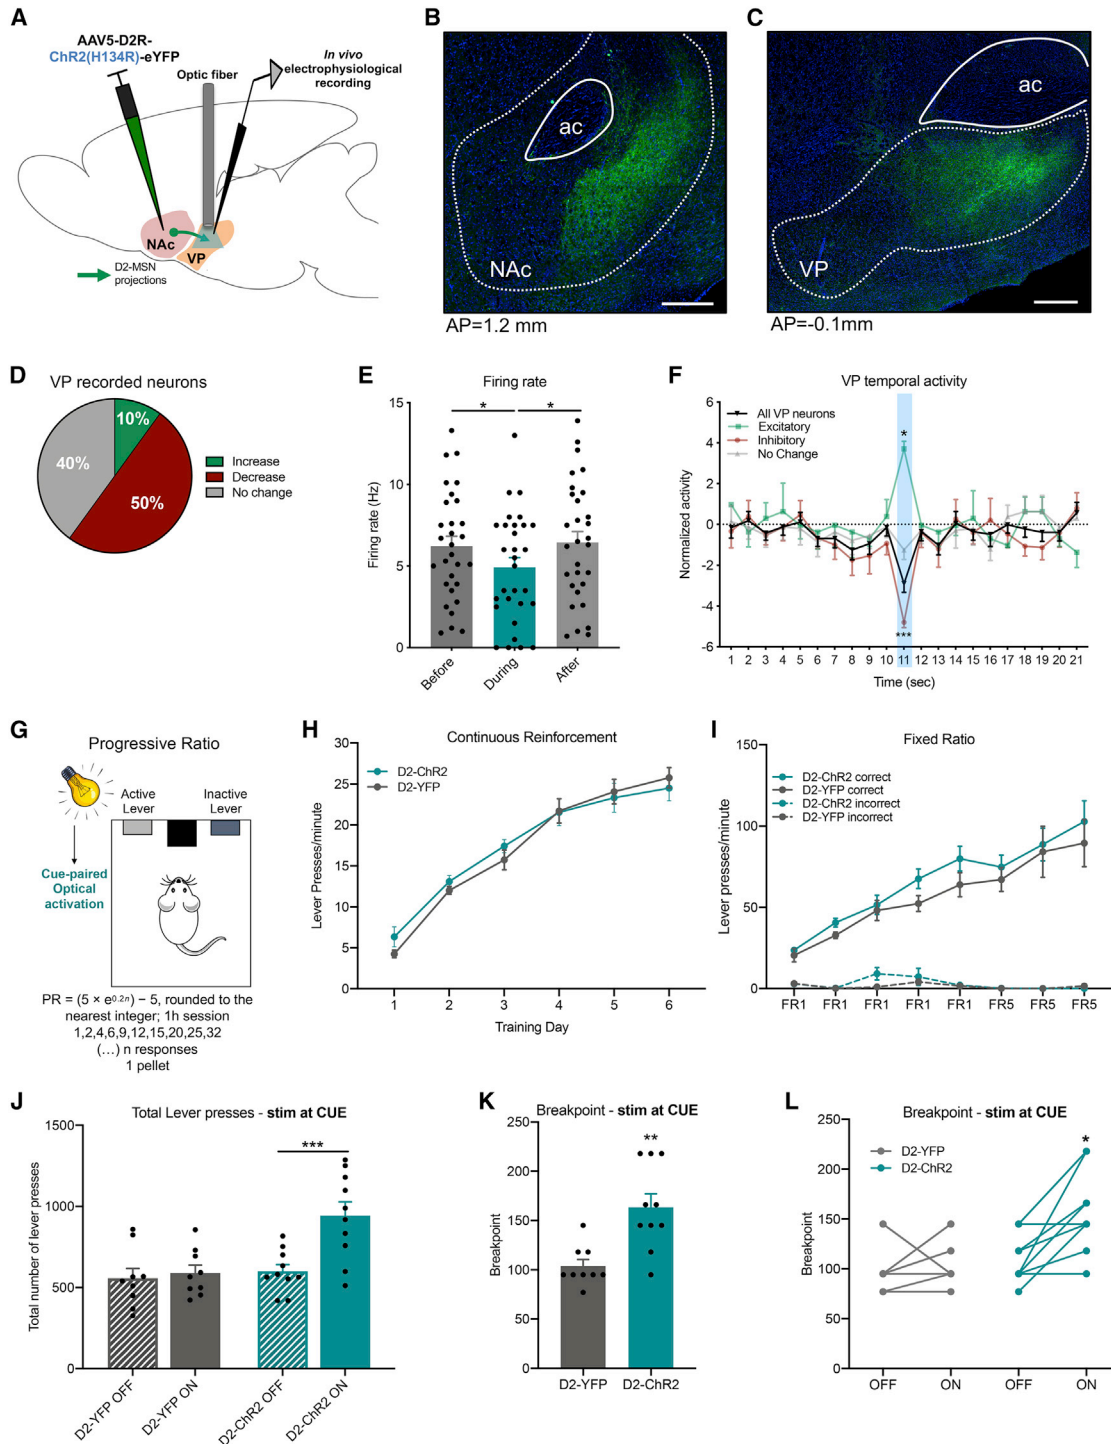 A
AAV5-D2R-
ChR2(H134R)-eYFP
Optic fiber
In vivo
electrophysiological
recording
NAc
VP
D2-MSN
projections
B
ac
NAc
AP=1.2 mm
C
ac
VP
AP=-0.1mm
D
VP recorded neurons
10%
40%
50%
Increase
Decrease
No change
E
Firing rate
Firing rate (Hz)
15
10
5
0
*
*
Before
During
After
F
VP temporal activity
Normalized activity
6
4
2
0
-2
-4
-6
All VP neurons
Excitatory
Inhibitory
No Change
*
***
1 2 3 4 5 6 7 8 9 10 11 12 13 14 15 16 17 18 19 20 21
Time (sec)
G
Progressive Ratio
Active
Lever
Inactive
Lever
Cue-paired
Optical
activation
PR = (5 × e0.2n) − 5, rounded to the
nearest integer; 1h session
1,2,4,6,9,12,15,20,25,32
(...) n responses
1 pellet
H
Continuous Reinforcement
Lever Presses/minute
30
25
20
15
10
5
0
D2-ChR2
D2-YFP
1 2 3 4 5 6
Training Day
I
Fixed Ratio
Lever presses/minute
150
100
50
0
D2-ChR2 correct
D2-YFP correct
D2-ChR2 incorrect
D2-YFP incorrect
FR1 FR1 FR1 FR1 FR1 FR5 FR5 FR5
J
Total Lever presses - stim at CUE
Total number of lever presses
1500
1000
500
0
***
D2-YFP OFF
D2-YFP ON
D2-ChR2 OFF
D2-ChR2 ON
K
Breakpoint - stim at CUE
Breakpoint
250
200
150
100
50
0
**
D2-YFP D2-ChR2
L
Breakpoint - stim at CUE
Breakpoint
250
200
150
100
50
0
D2-YFP
D2-ChR2
*
OFF ON OFF ON